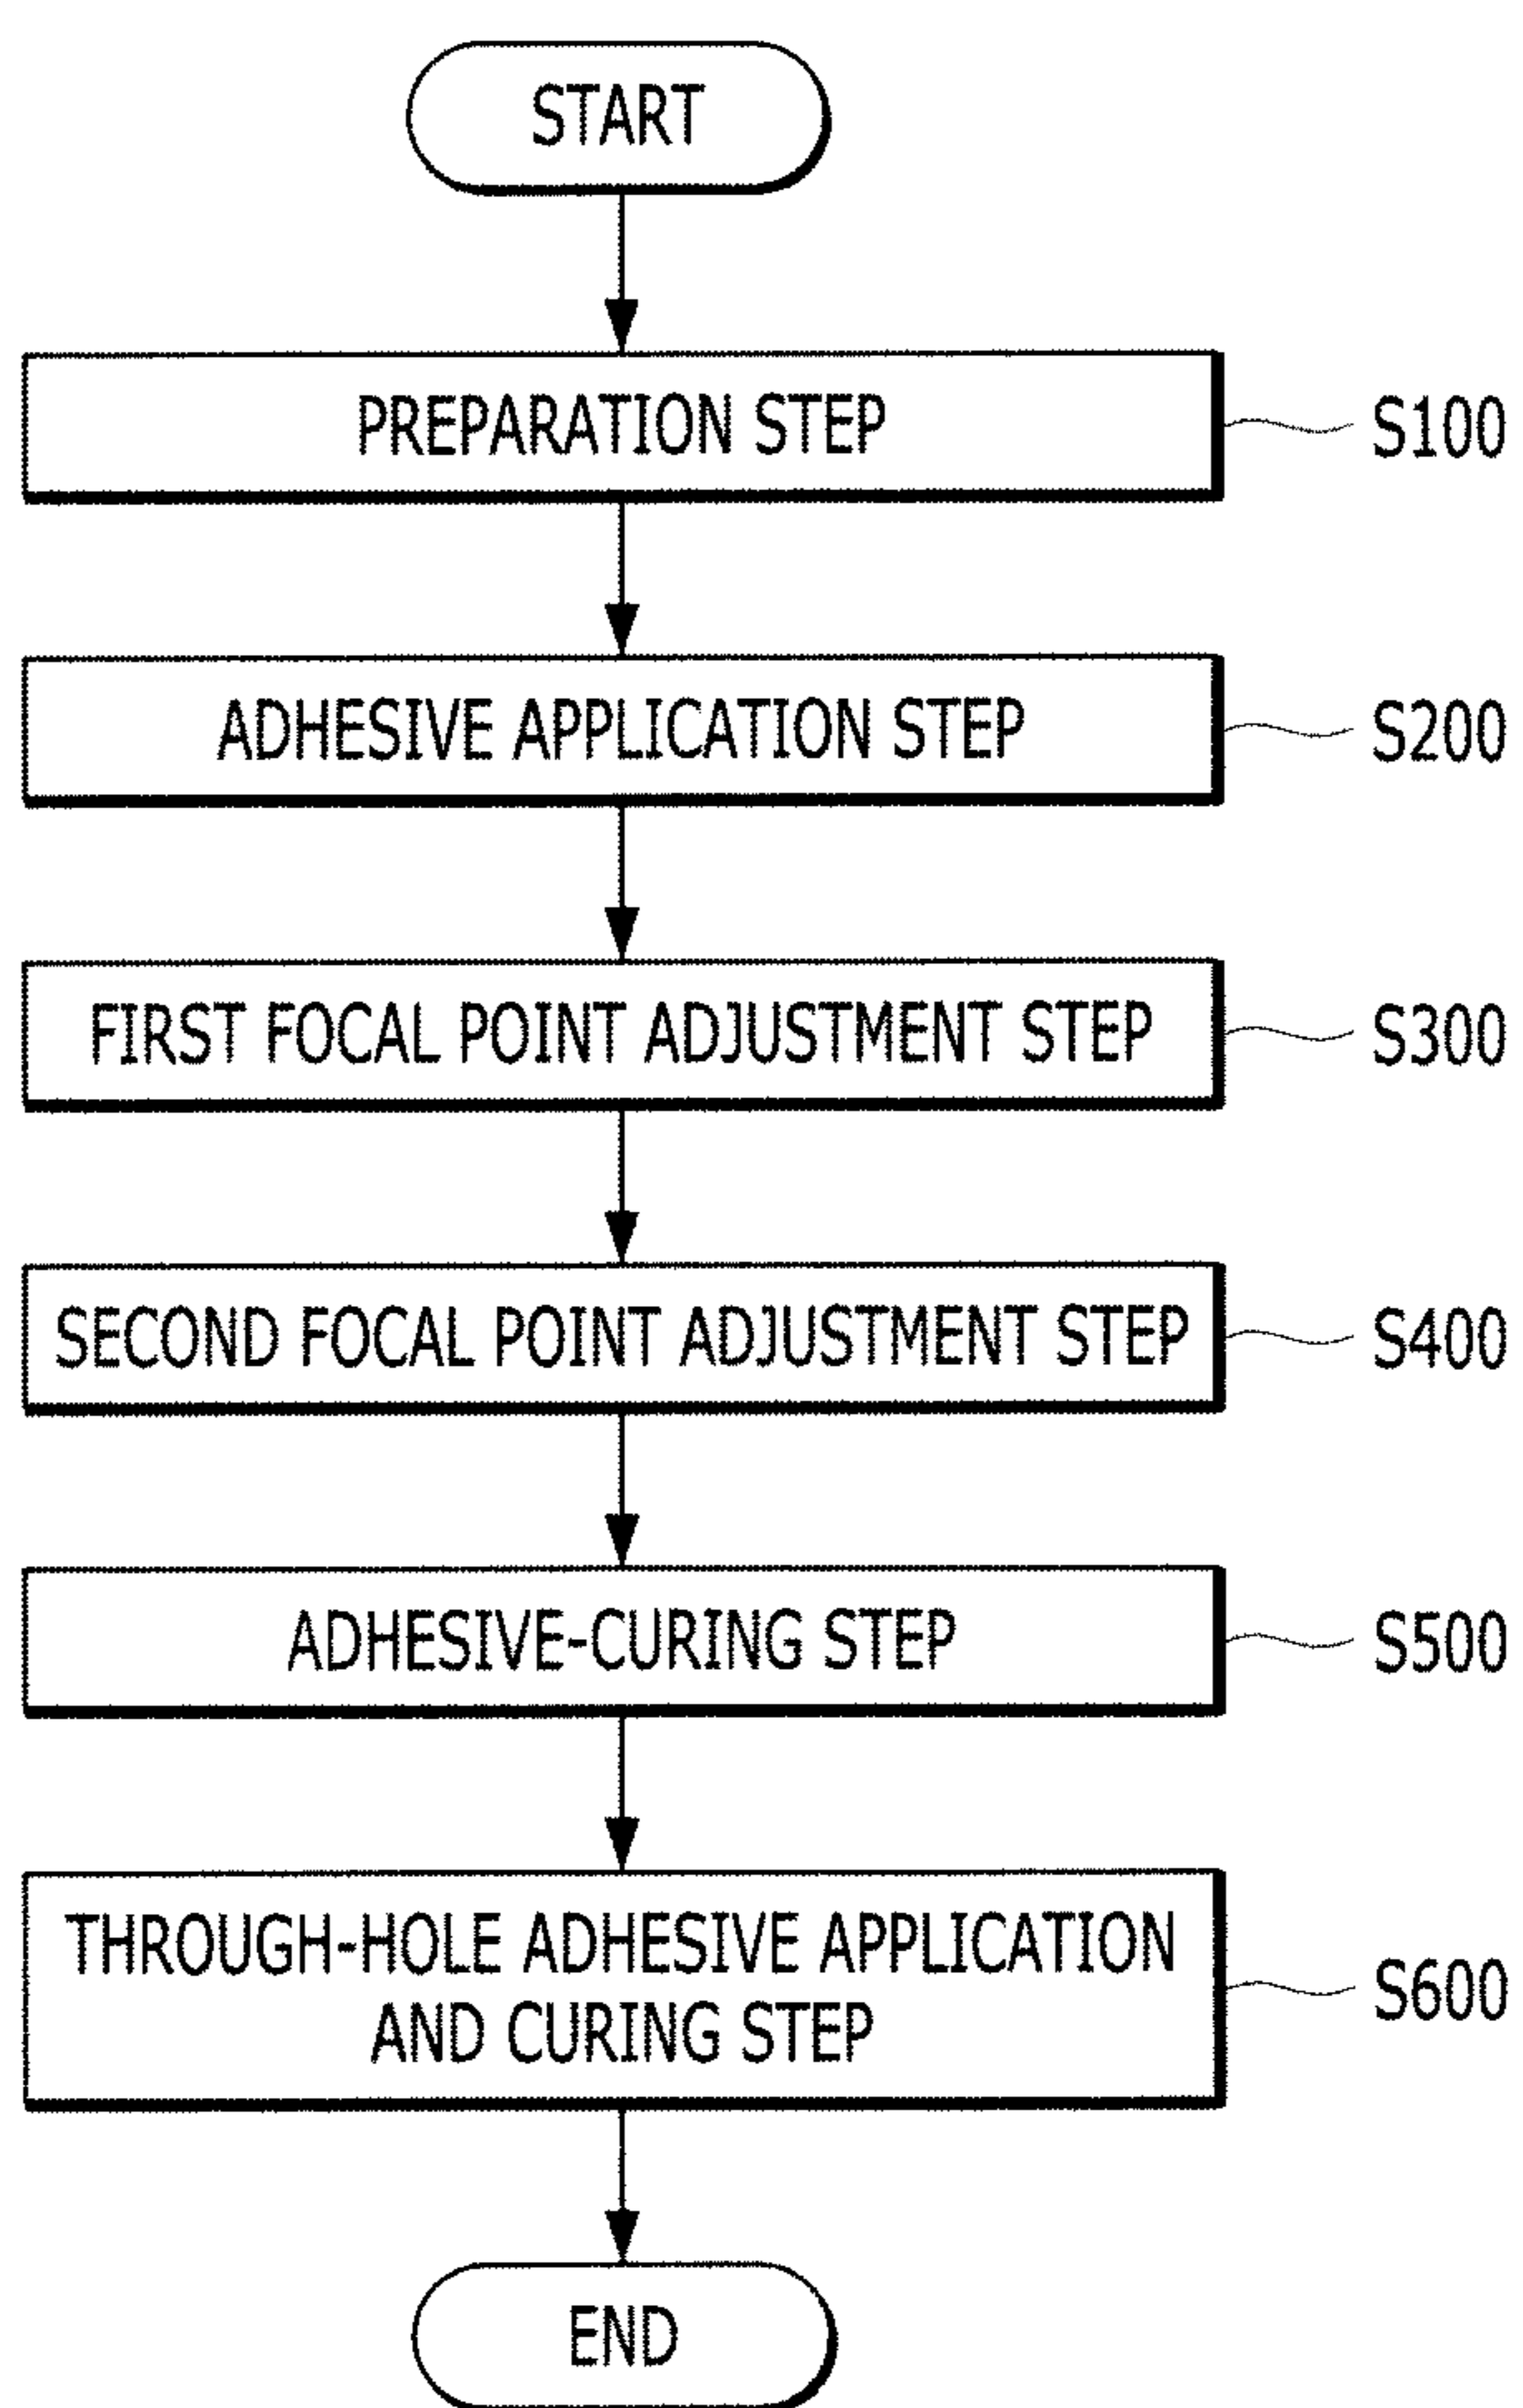 START
PREPARATION STEP
S100
ADHESIVE APPLICATION STEP
S200
FIRST FOCAL POINT ADJUSTMENT STEP
S300
SECOND FOCAL POINT ADJUSTMENT STEP
S400
ADHESIVE-CURING STEP
S500
THROUGH-HOLE ADHESIVE APPLICATION
AND CURING STEP
S600
END